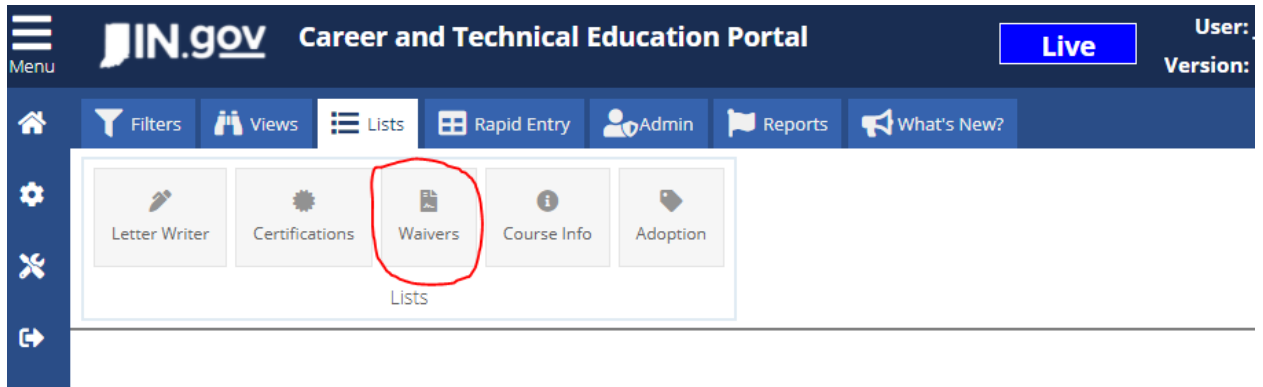 Menu
IN.gov
Career and Technical Education Portal
Live
User:
Version:
Filters
Views
Lists
Rapid Entry
Admin
Reports
What's New?
Letter Writer
Certifications
Waivers
Course Info
Adoption
Lists